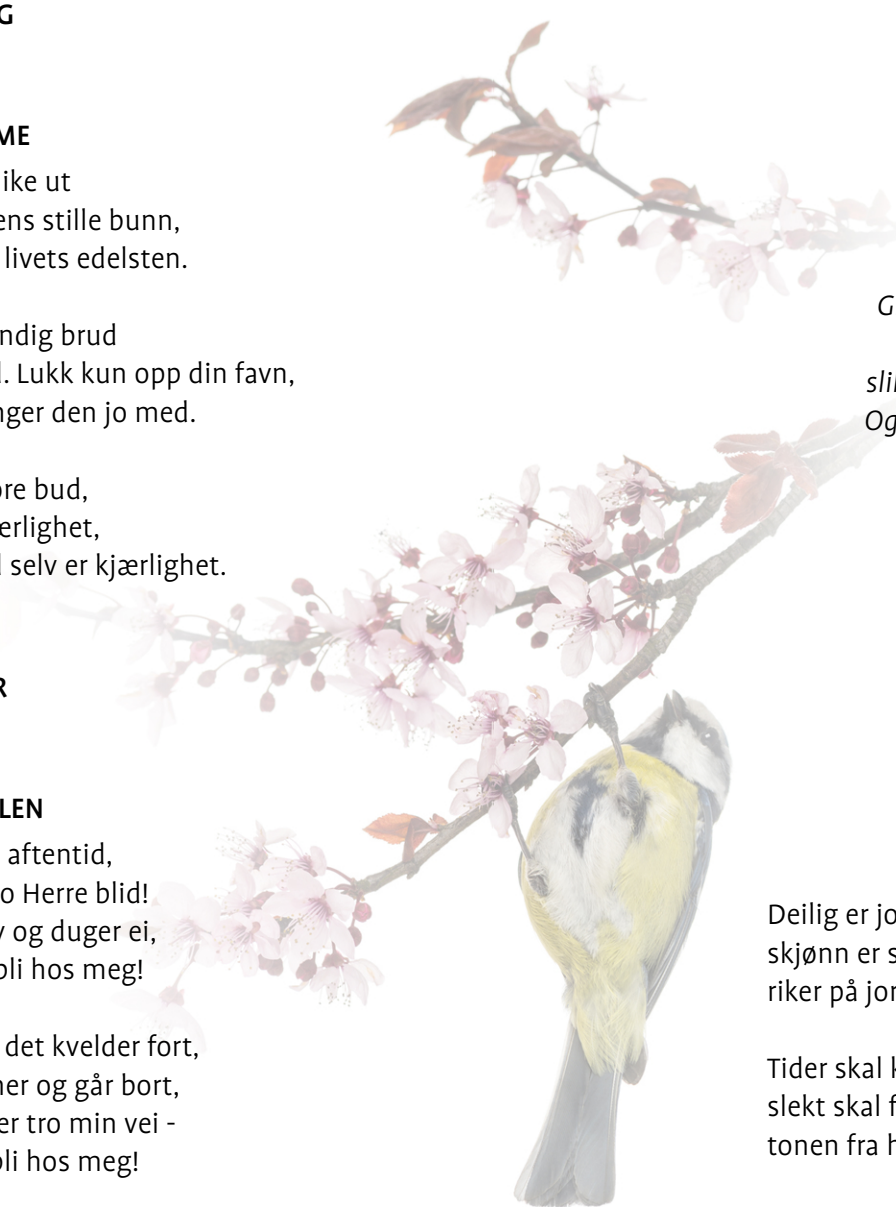 G
ME
ike ut
ens stille bunn,
livets edelsten.
ndig brud
. Lukk kun opp din favn,
nger den jo med.
re bud,
erlighet,
selv er kjærlighet.
R
LEN
aftentid,
o Herre blid!
og duger ei,
bli hos meg!
det kvelder fort,
er og går bort,
er tro min vei -
bli hos meg!
G
sli
Og
Deilig er jo
skjønn er s
riker på jor
Tider skal k
slekt skal f
tonen fra h